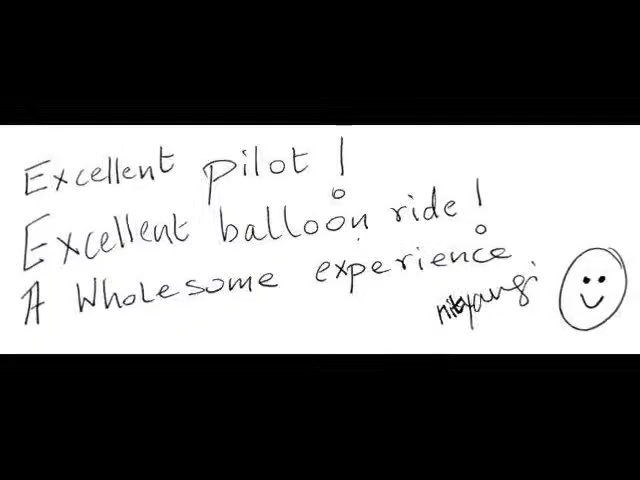 Excellent pilot!
Excellent balloon ride!
A Wholesome experience